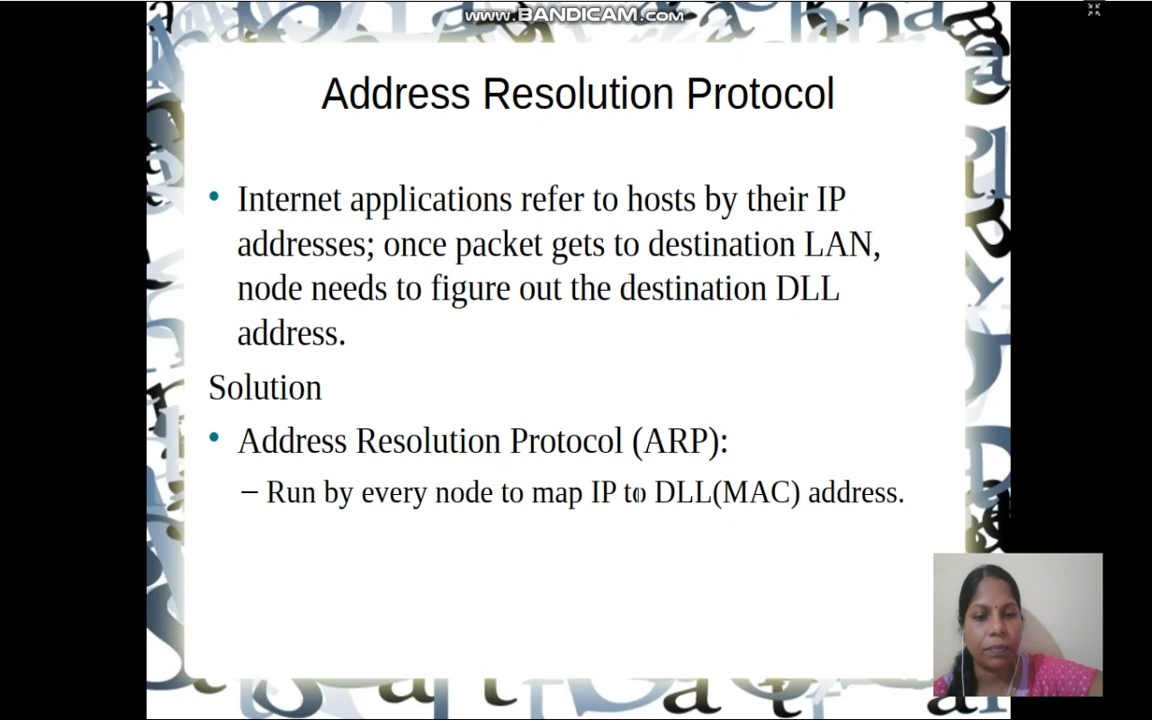 www.BANDICAM.com
Address Resolution Protocol
• Internet applications refer to hosts by their IP
addresses; once packet gets to destination LAN,
node needs to figure out the destination DLL
address.
Solution
• Address Resolution Protocol (ARP):
– Run by every node to map IP to DLL(MAC) address.